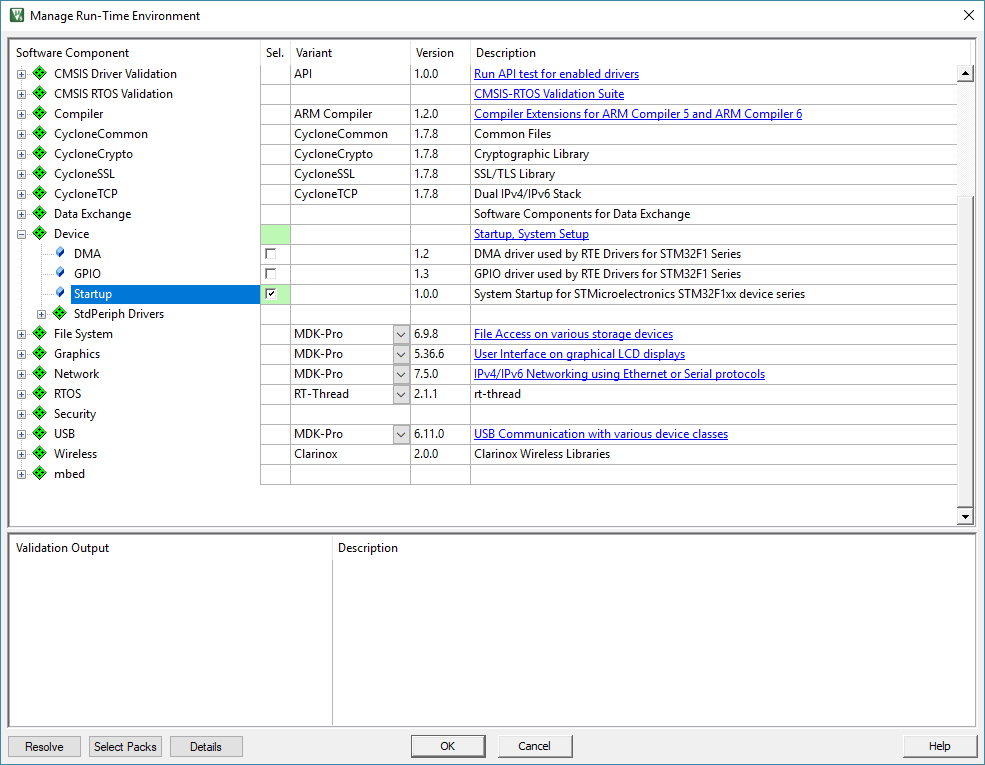 Manage Run-Time Environment
Software Component Sel. Variant Version Description
CMSIS Driver Validation API 1.0.0 Run API test for enabled drivers
CMSIS RTOS Validation CMSIS-RTOS Validation Suite
Compiler ARM Compiler 1.2.0 Compiler Extensions for ARM Compiler 5 and ARM Compiler 6
CycloneCommon CycloneCommon 1.7.8 Common Files
CycloneCrypto CycloneCrypto 1.7.8 Cryptographic Library
CycloneSSL CycloneSSL 1.7.8 SSL/TLS Library
CycloneTCP CycloneTCP 1.7.8 Dual IPv4/IPv6 Stack
Data Exchange Software Components for Data Exchange
Device Startup, System Setup
DMA 1.2 DMA driver used by RTE Drivers for STM32F1 Series
GPIO 1.3 GPIO driver used by RTE Drivers for STM32F1 Series
Startup 1.0.0 System Startup for STMicroelectronics STM32F1xx device series
StdPeriph Drivers
File System MDK-Pro 6.9.8 File Access on various storage devices
Graphics MDK-Pro 5.36.6 User Interface on graphical LCD displays
Network MDK-Pro 7.5.0 IPv4/IPv6 Networking using Ethernet or Serial protocols
RTOS RT-Thread 2.1.1 rt-thread
Security
USB MDK-Pro 6.11.0 USB Communication with various device classes
Wireless Clarinox 2.0.0 Clarinox Wireless Libraries
mbed
Validation Output Description
Resolve Select Packs Details OK Cancel Help